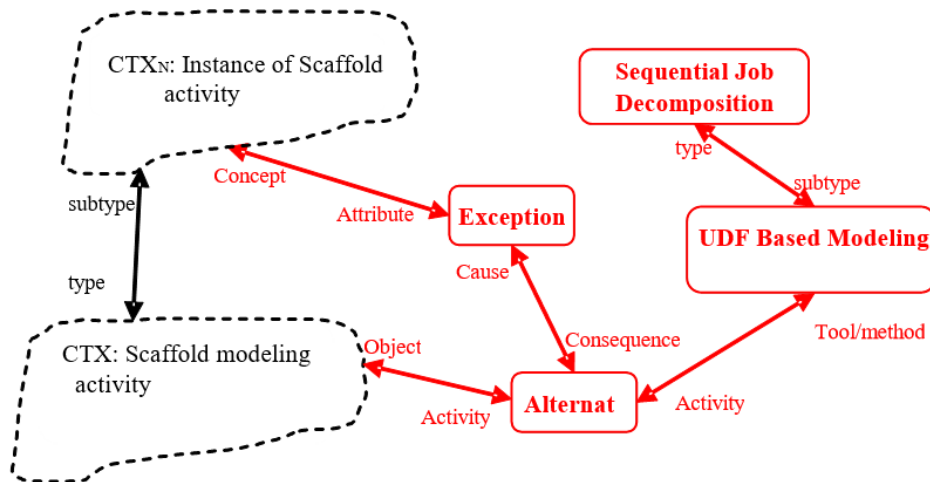 CTXN: Instance of Scaffold
activity
Sequential Job
Decomposition
type
Concept
subtype
subtype
Attribute
Exception
UDF Based Modeling
Cause
type
Tool/method
Consequence
CTX: Scaffold modeling
activity
Object
Activity
Alternat
Activity